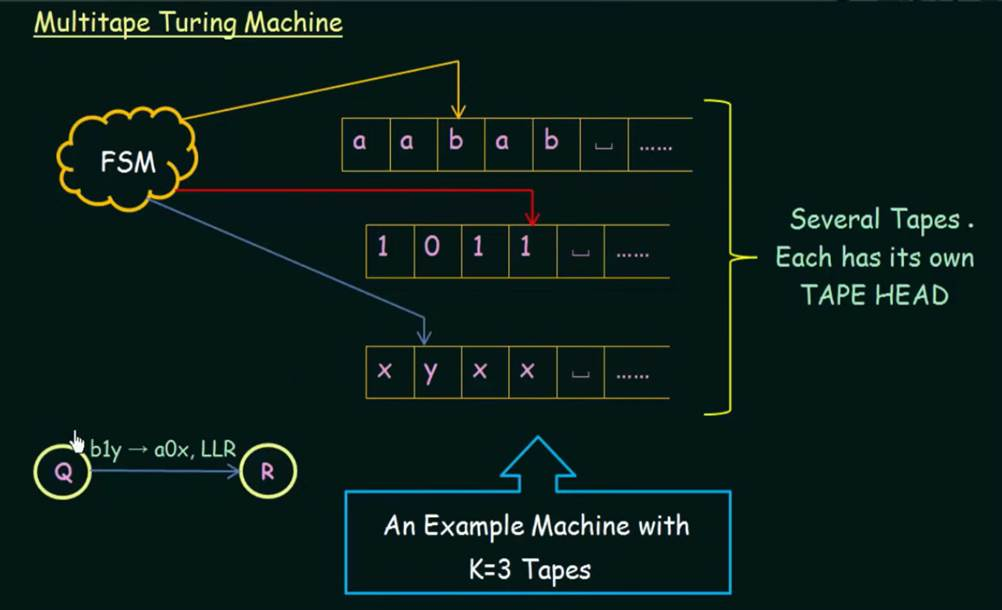 Multitape Turing Machine
FSM
a a b a b ⎵ ......
1 0 1 1 ⎵ ......
x y x x ⎵ ......
Several Tapes .
Each has its own
TAPE HEAD
Q b1y → a0x, LLR R
An Example Machine with
K=3 Tapes